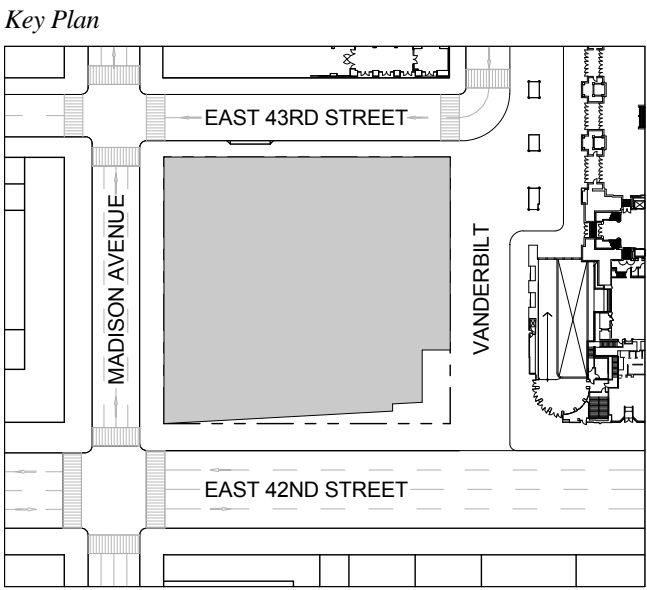 Key Plan
EAST 43RD STREET
MADISON AVENUE
VANDERBILT
EAST 42ND STREET